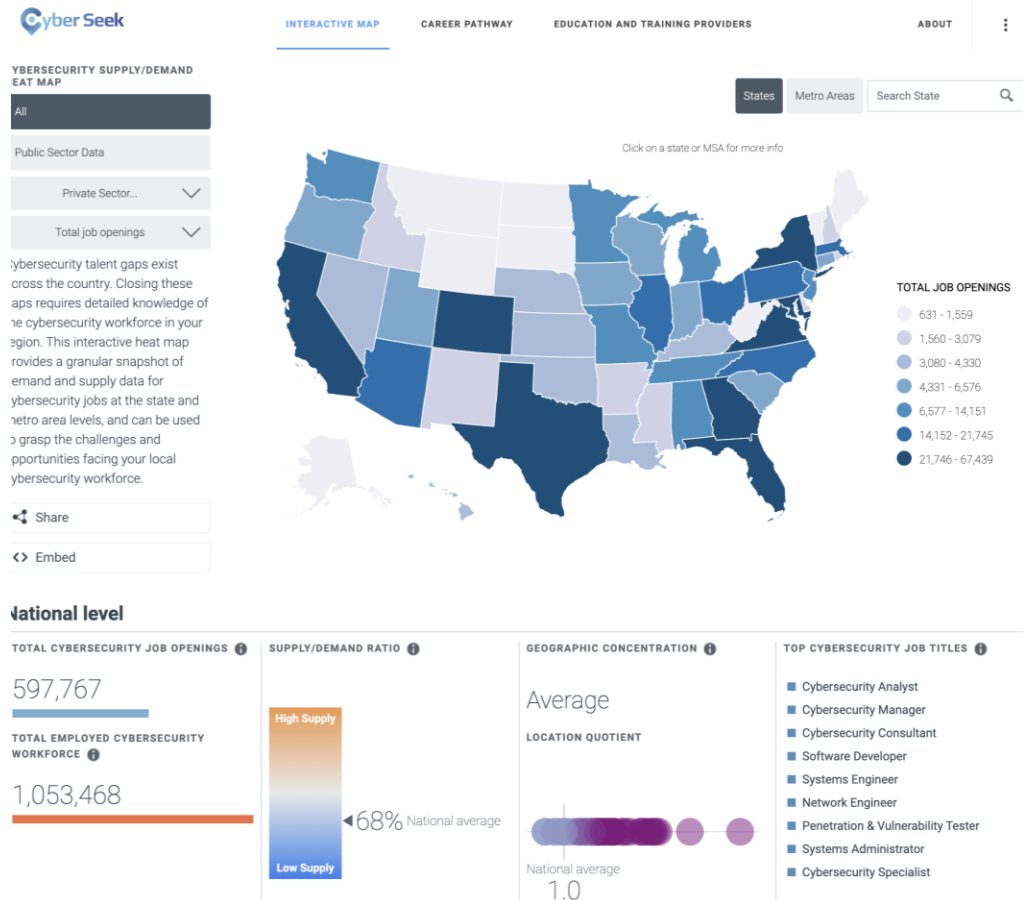 Cyber Seek
INTERACTIVE MAP
CAREER PATHWAY
EDUCATION AND TRAINING PROVIDERS
ABOUT
YBERSECURITY SUPPLY/DEMAND
EAT MAP
All
Public Sector Data
Private Sector...
Total job openings
ybersecurity talent gaps exist
cross the country. Closing these
aps requires detailed knowledge of
he cybersecurity workforce in your
egion. This interactive heat map
rovides a granular snapshot of
emand and supply data for
ybersecurity jobs at the state and
metro area levels, and can be used
o grasp the challenges and
pportunities facing your local
ybersecurity workforce.
Share
Embed
States
Metro Areas
Search State
Click on a state or MSA for more info
TOTAL JOB OPENINGS
631 - 1,559
1,560 - 3,079
3,080 - 4,330
4,331 - 6,576
6,577 - 14,151
14,152 - 21,745
21,746 - 67,439
National level
TOTAL CYBERSECURITY JOB OPENINGS
597,767
TOTAL EMPLOYED CYBERSECURITY
WORKFORCE
1,053,468
SUPPLY/DEMAND RATIO
High Supply
68% National average
Low Supply
GEOGRAPHIC CONCENTRATION
Average
LOCATION QUOTIENT
National average
1.0
TOP CYBERSECURITY JOB TITLES
Cybersecurity Analyst
Cybersecurity Manager
Cybersecurity Consultant
Software Developer
Systems Engineer
Network Engineer
Penetration & Vulnerability Tester
Systems Administrator
Cybersecurity Specialist